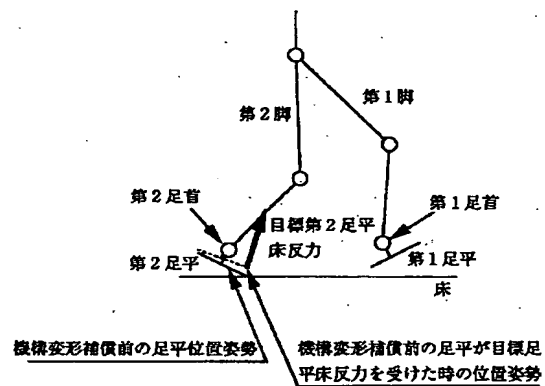 第1脚
第2脚
第2足首
第1足首
目標第2足平
床反力
第2足平
第1足平
床
機構変形補償前の足平位置姿勢
機構変形補償前の足平が目標足
平床反力を受けた時の位置姿勢